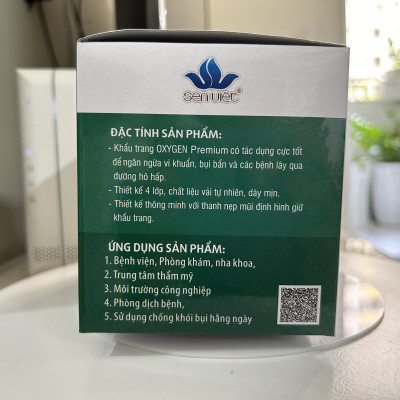 Sen Việt®
ĐẶC TÍNH SẢN PHẨM:
- Khẩu trang OXYGEN Premium có tác dụng cực tốt
để ngăn ngừa vi khuẩn, bụi bẩn và các bệnh lây qua
đường hô hấp.
- Thiết kế 4 lớp, chất liệu vải tự nhiên, dày mịn.
- Thiết kế thông minh với thanh nẹp mũi định hình giữ
khẩu trang.
ỨNG DỤNG SẢN PHẨM:
1. Bệnh viện, Phòng khám, nha khoa,
2. Trung tâm thẩm mỹ
3. Môi trường công nghiệp
4. Phòng dịch bệnh,
5. Sử dụng chống khói bụi hằng ngày